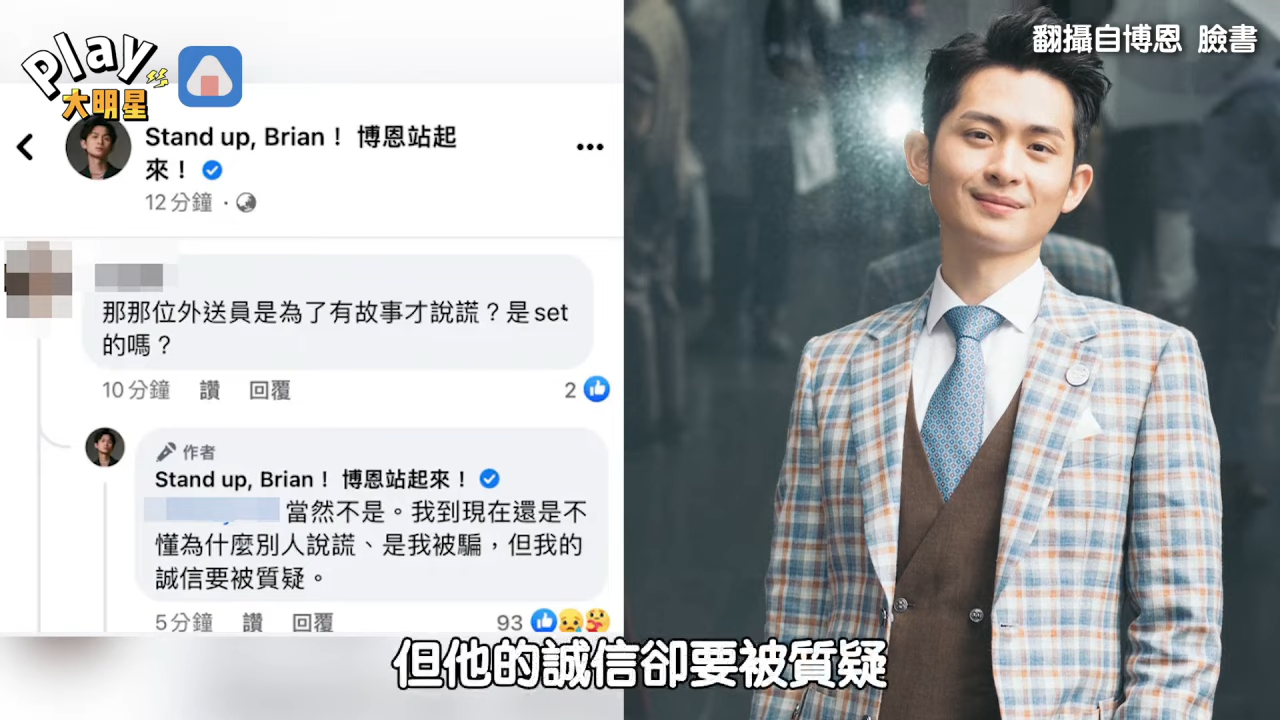 Play
大明星
翻攝自博恩 臉書
Stand up, Brian！ 博恩站起
來！
12分鐘
那那位外送員是為了有故事才說謊？是set
的嗎？
10分鐘 讚 回覆 2
作者
Stand up, Brian！ 博恩站起來！
當然不是。我到現在還是不
懂為什麼別人說謊、是我被騙，但我的
誠信要被質疑。
5分鐘 讚 回覆 93
但他的誠信卻要被質疑